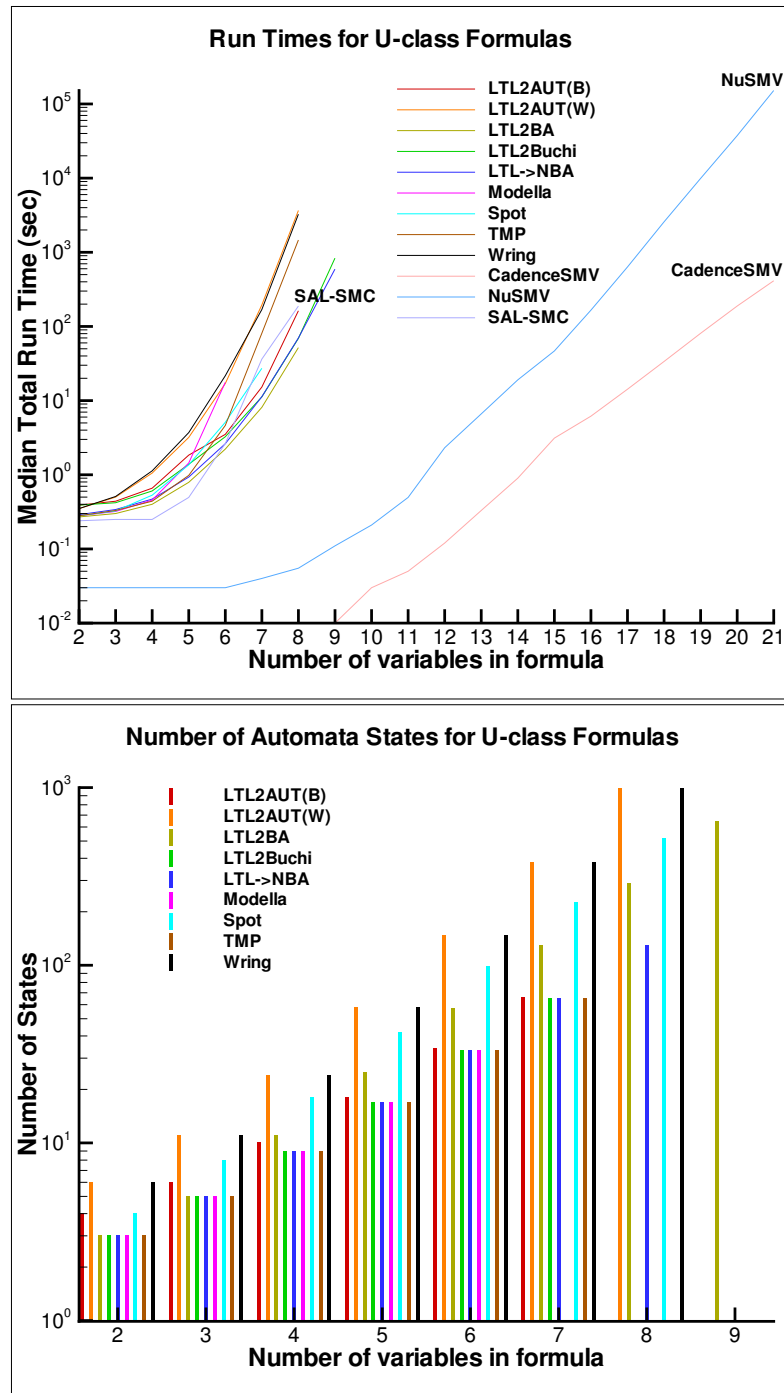 Run Times for U-class Formulas
NuSMV
LTL2AUT(B)
LTL2AUT(W)
LTL2BA
LTL2Buchi
LTL->NBA
Modella
Spot
TMP
Wring
CadenceSMV
NuSMV
SAL-SMC
CadenceSMV
SAL-SMC
Median Total Run Time (sec)
10^5
10^4
10^3
10^2
10^1
10^0
10^-1
10^-2
2 3 4 5 6 7 8 9 10 11 12 13 14 15 16 17 18 19 20 21
Number of variables in formula
Number of Automata States for U-class Formulas
LTL2AUT(B)
LTL2AUT(W)
LTL2BA
LTL2Buchi
LTL->NBA
Modella
Spot
TMP
Wring
Number of States
10^3
10^2
10^1
10^0
2 3 4 5 6 7 8 9
Number of variables in formula